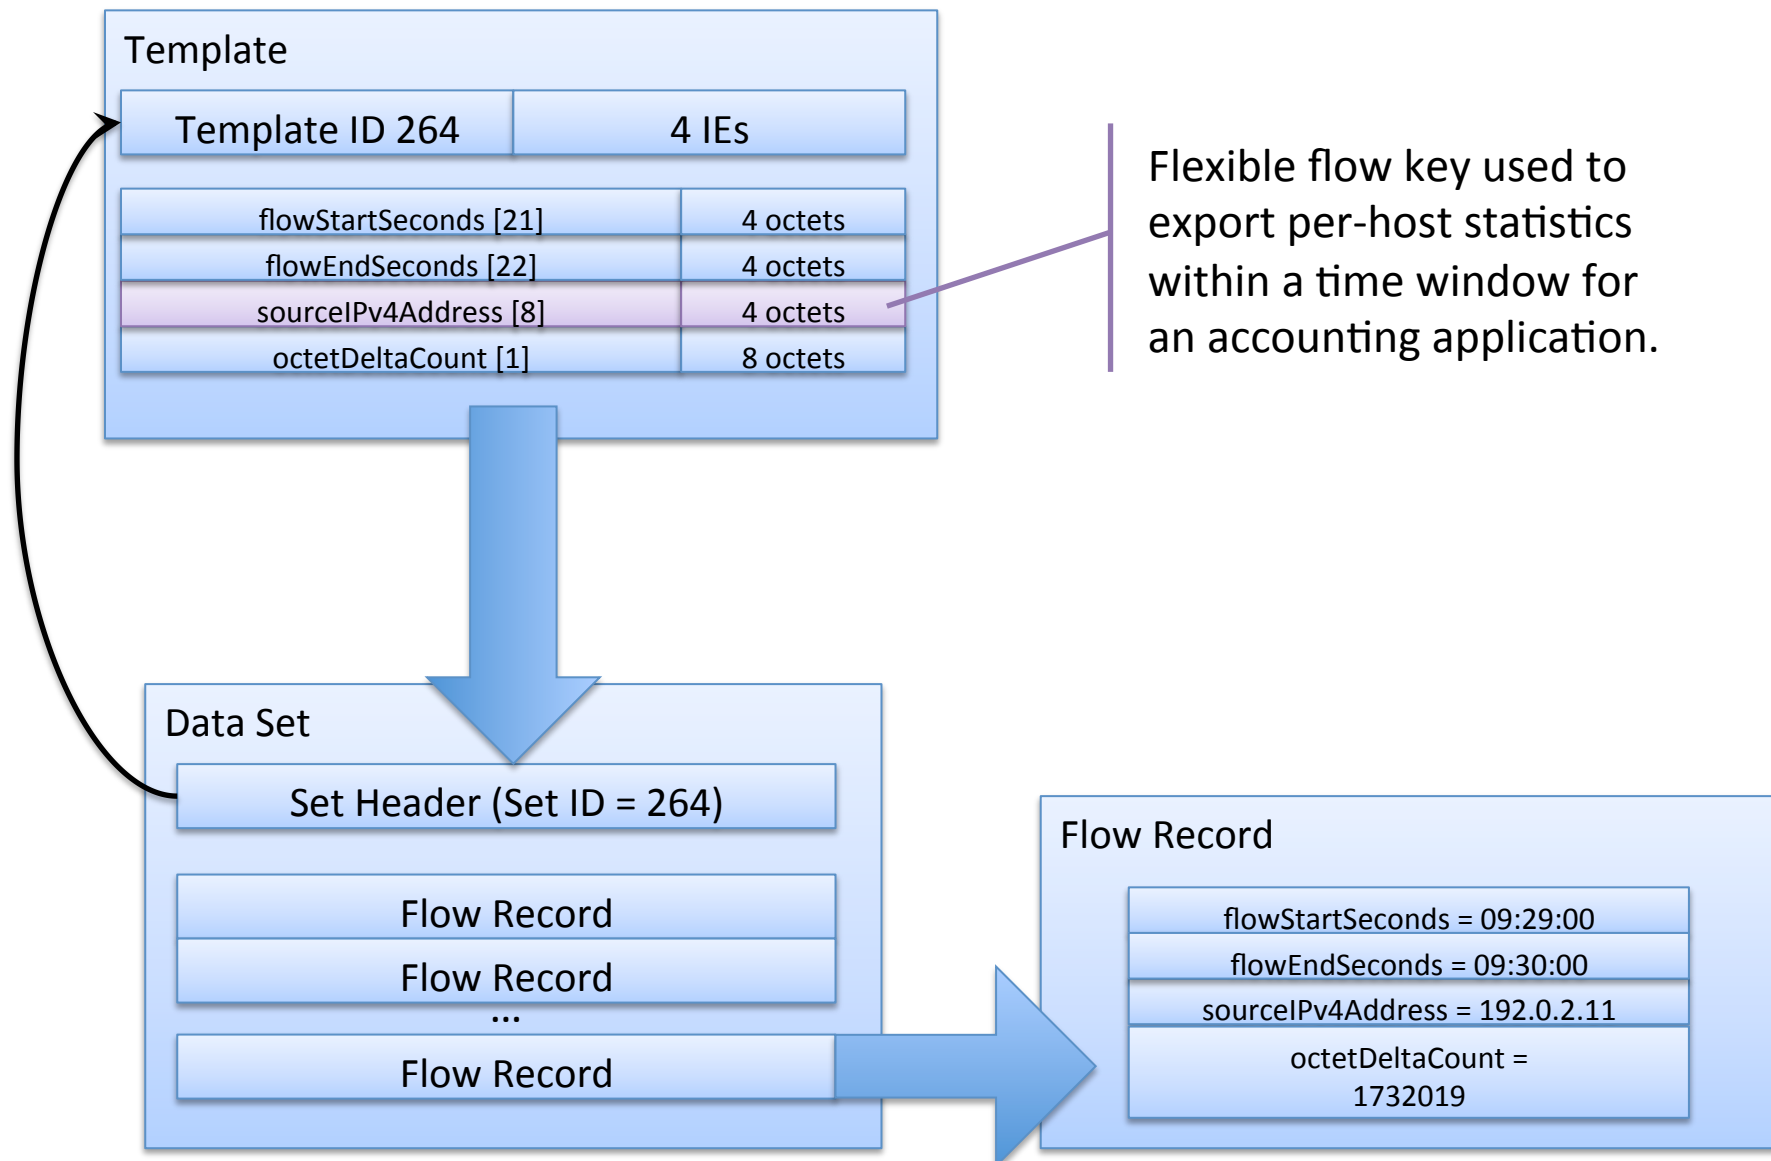 Template
Template ID 264
4 IEs
flowStartSeconds [21]
4 octets
flowEndSeconds [22]
4 octets
sourceIPv4Address [8]
4 octets
octetDeltaCount [1]
8 octets
Flexible flow key used to
export per-host statistics
within a time window for
an accounting application.
Data Set
Set Header (Set ID = 264)
Flow Record
Flow Record
...
Flow Record
Flow Record
flowStartSeconds = 09:29:00
flowEndSeconds = 09:30:00
sourceIPv4Address = 192.0.2.11
octetDeltaCount =
1732019